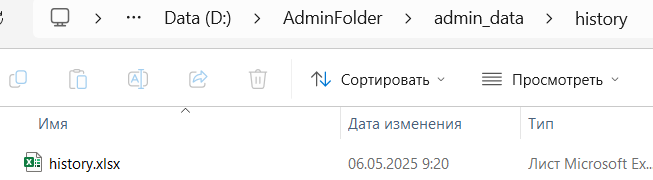 ··· Data (D:) AdminFolder admin_data history
Сортировать Просмотреть
Имя Дата изменения Тип
history.xlsx 06.05.2025 9:20 Лист Microsoft Ex...